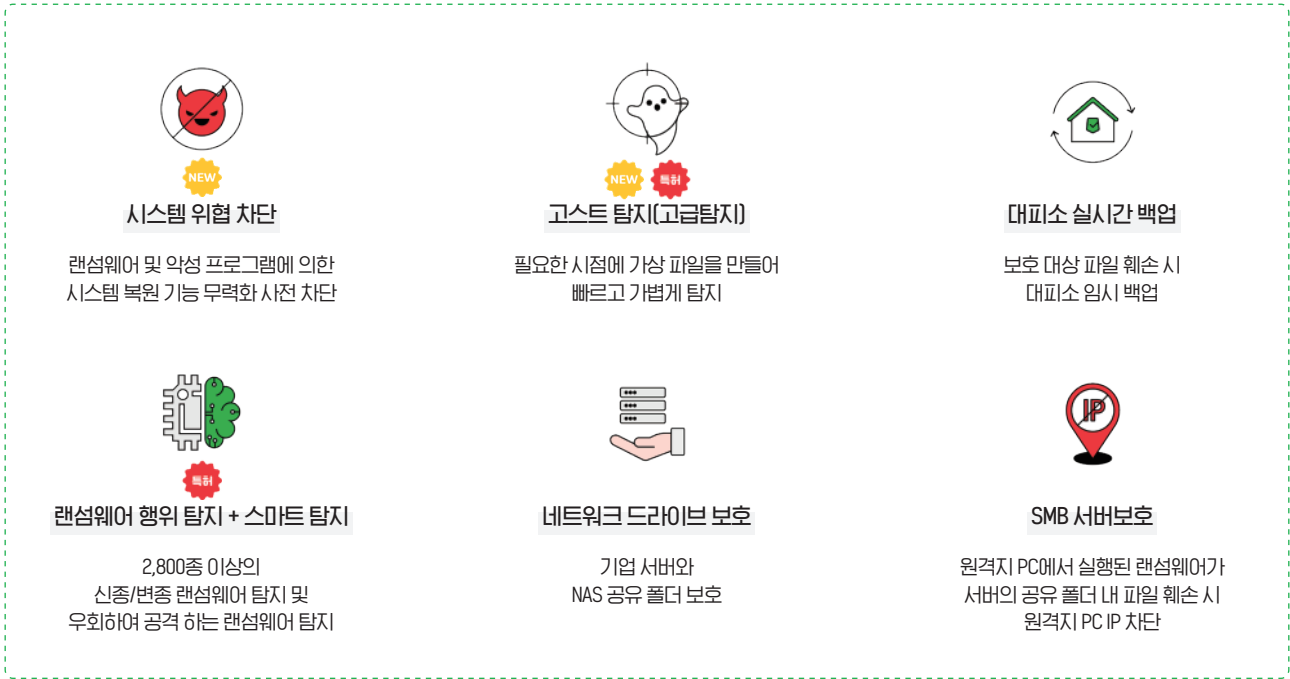 NEW
시스템 위협 차단
랜섬웨어 및 악성 프로그램에 의한
시스템 복원 기능 무력화 사전 차단
NEW 특허
고스트 탐지(고급탐지)
필요한 시점에 가상 파일을 만들어
빠르고 가볍게 탐지
대피소 실시간 백업
보호 대상 파일 훼손 시
대피소 임시 백업
특허
랜섬웨어 행위 탐지 + 스마트 탐지
2,800종 이상의
신종/변종 랜섬웨어 탐지 및
우회하여 공격 하는 랜섬웨어 탐지
네트워크 드라이브 보호
기업 서버와
NAS 공유 폴더 보호
IP
SMB 서버보호
원격지 PC에서 실행된 랜섬웨어가
서버의 공유 폴더 내 파일 훼손 시
원격지 PC IP 차단